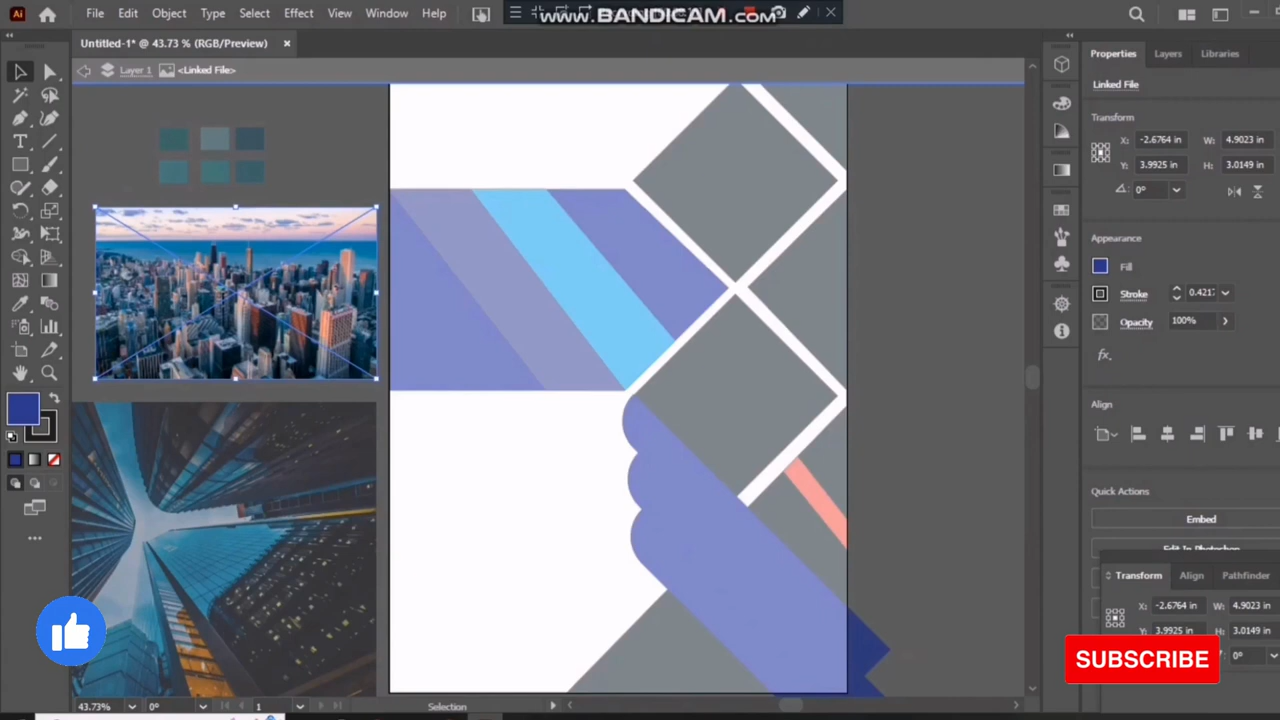 Ai File Edit Object Type Select Effect View Window Help
www.BANDICAM.com
Untitled-1* @ 43.73 % (RGB/Preview) ×
Properties Layers Libraries
Layer 1 <Linked File>
Linked File
Transform
X: -2.6764 in W: 4.9023 in
Y: 3.9925 in H: 3.0149 in
0°
Appearance
Fill
Stroke 0.421
Opacity 100%
fx.
Align
Quick Actions
Embed
Edit In Photoshop
Transform Align Pathfinder
X: -2.6764 in W: 4.9023 in
Y: 3.9925 in H: 3.0149 in
0°
SUBSCRIBE
43.73% 0° 1 Selection